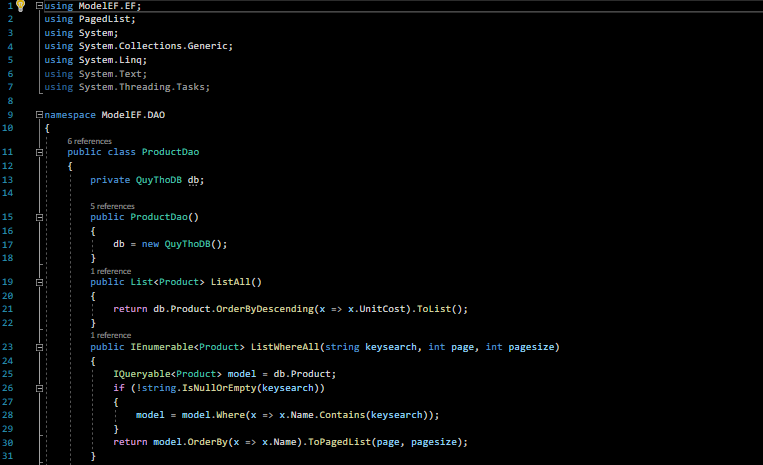 1 using ModelEF.EF;
2 using PagedList;
3 using System;
4 using System.Collections.Generic;
5 using System.Linq;
6 using System.Text;
7 using System.Threading.Tasks;
8
9 namespace ModelEF.DAO
10 {
6 references
11 public class ProductDao
12 {
13 private QuyThoDB db;
14
5 references
15 public ProductDao()
16 {
17 db = new QuyThoDB();
18 }
1 reference
19 public List<Product> ListAll()
20 {
21 return db.Product.OrderByDescending(x => x.UnitCost).ToList();
22 }
1 reference
23 public IEnumerable<Product> ListWhereAll(string keysearch, int page, int pagesize)
24 {
25 IQueryable<Product> model = db.Product;
26 if (!string.IsNullOrEmpty(keysearch))
27 {
28 model = model.Where(x => x.Name.Contains(keysearch));
29 }
30 return model.OrderBy(x => x.Name).ToPagedList(page, pagesize);
31 }